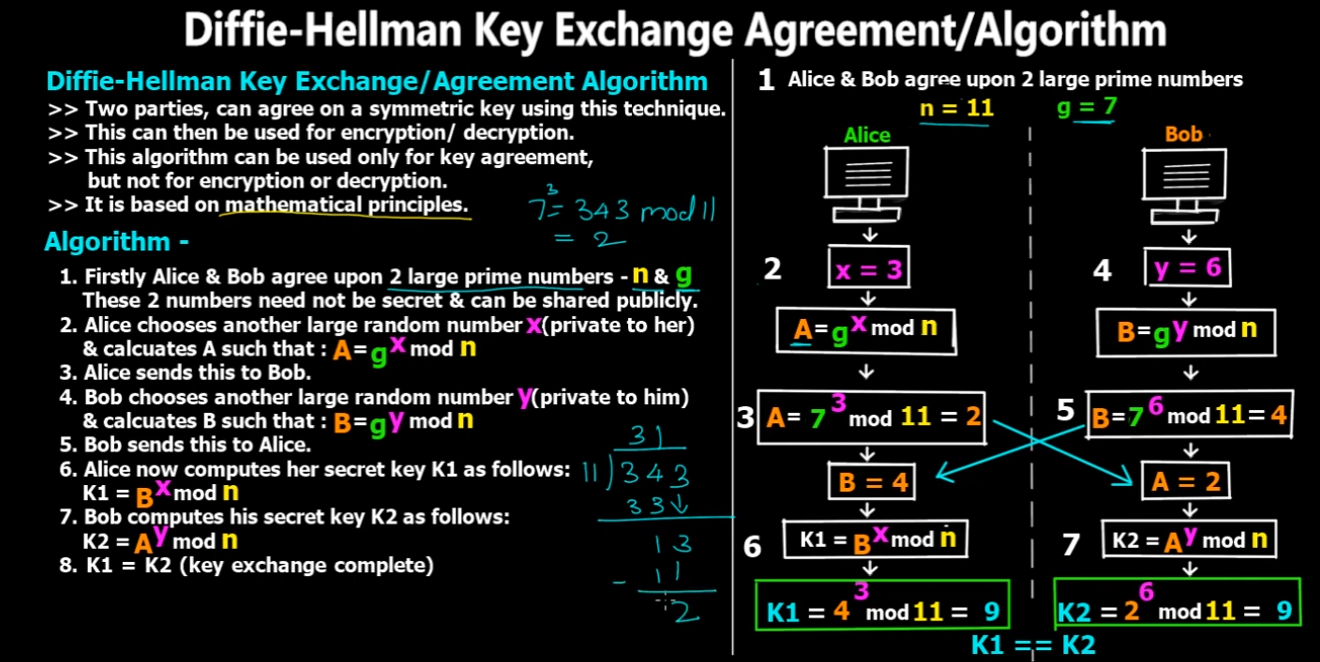 Diffie-Hellman Key Exchange Agreement/Algorithm
Diffie-Hellman Key Exchange/Agreement Algorithm
>> Two parties, can agree on a symmetric key using this technique.
>> This can then be used for encryption/ decryption.
>> This algorithm can be used only for key agreement,
but not for encryption or decryption.
>> It is based on mathematical principles.
7³ = 343 mod 11
= 2
Algorithm -
1. Firstly Alice & Bob agree upon 2 large prime numbers - n & g
These 2 numbers need not be secret & can be shared publicly.
2. Alice chooses another large random number x(private to her)
& calcuates A such that : A=g^x mod n
3. Alice sends this to Bob.
4. Bob chooses another large random number y(private to him)
& calcuates B such that : B=g^y mod n
5. Bob sends this to Alice.
6. Alice now computes her secret key K1 as follows:
K1 = B^x mod n
7. Bob computes his secret key K2 as follows:
K2 = A^y mod n
8. K1 = K2 (key exchange complete)
31
11)343
33↓
13
- 11
2
1 Alice & Bob agree upon 2 large prime numbers
n = 11 g = 7
Alice Bob
2 x = 3 4 y = 6
A=g^x mod n B=g^y mod n
3 A= 7³ mod 11 = 2 5 B=7⁶ mod 11= 4
B = 4 A = 2
6 K1 = B^x mod n 7 K2 = A^y mod n
K1 = 4³ mod 11 = 9 K2 = 2⁶ mod 11 = 9
K1 == K2